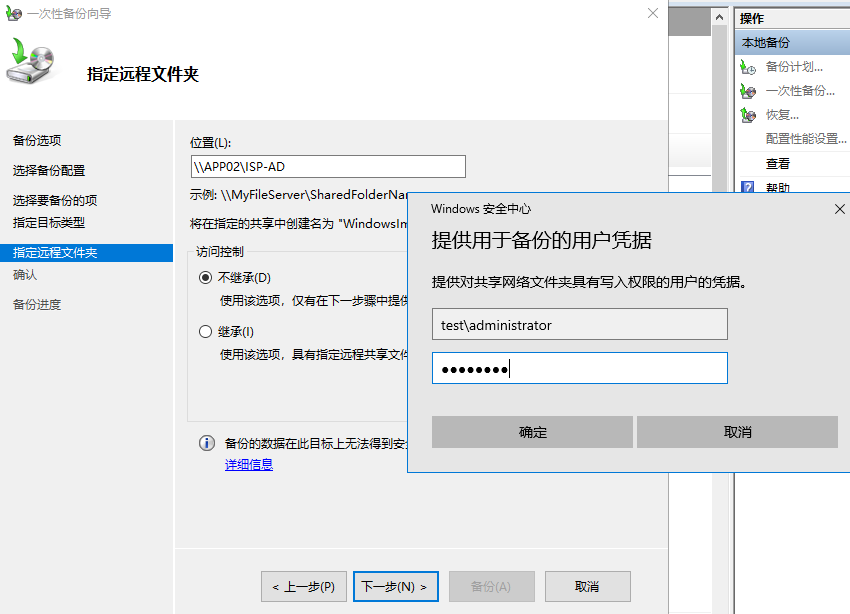 一次性备份向导
指定远程文件夹
备份选项
选择备份配置
选择要备份的项
指定目标类型
指定远程文件夹
确认
备份进度
位置(L):
\\APP02\ISP-AD
示例: \\MyFileServer\SharedFolderNa
将在指定的共享中创建名为 "WindowsIm
访问控制
不继承(D)
使用该选项，仅有在下一步骤中提供
继承(I)
使用该选项，具有指定远程共享文件
备份的数据在此目标上无法得到安
详细信息
< 上一步(P)
下一步(N) >
备份(A)
取消
Windows 安全中心
提供用于备份的用户凭据
提供对共享网络文件夹具有写入权限的用户的凭据。
test\administrator
●●●●●●●●
确定
取消
操作
本地备份
备份计划...
一次性备份...
恢复...
配置性能设置...
查看
帮助